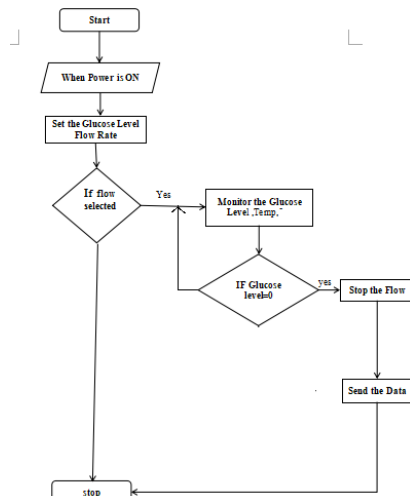 Start
When Power is ON
Set the Glucose Level
Flow Rate
If flow
selected
Yes
Monitor the Glucose
Level ,Temp,"
IF Glucose
level=0
yes
Stop the Flow
Send the Data
stop